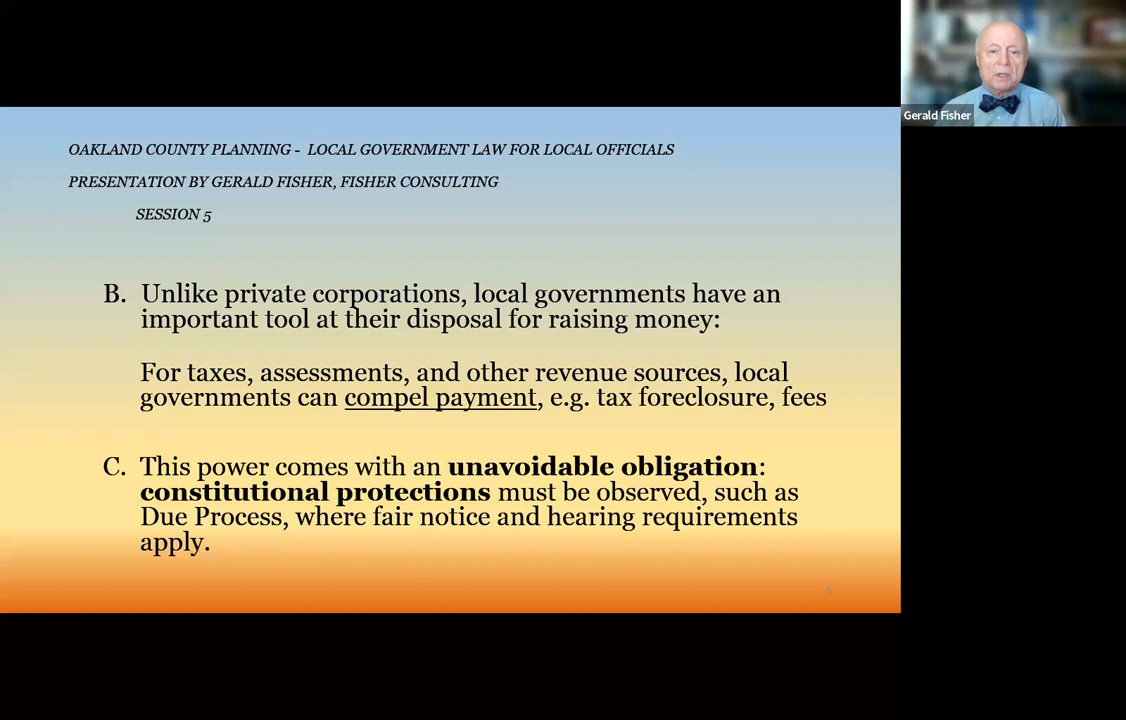 Gerald Fisher
OAKLAND COUNTY PLANNING - LOCAL GOVERNMENT LAW FOR LOCAL OFFICIALS
PRESENTATION BY GERALD FISHER, FISHER CONSULTING
SESSION 5
B. Unlike private corporations, local governments have an
important tool at their disposal for raising money:
For taxes, assessments, and other revenue sources, local
governments can compel payment, e.g. tax foreclosure, fees
C. This power comes with an unavoidable obligation:
constitutional protections must be observed, such as
Due Process, where fair notice and hearing requirements
apply.